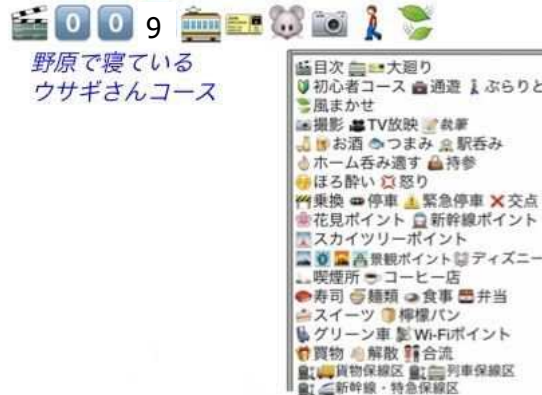 🎬0️⃣0️⃣9 🚋🎫🐭📷🚶🍃
野原で寝ている
ウサギさんコース
目次 大廻り
初心者コース 通遊 ぶらりと
風まかせ
撮影 TV放映 執筆
お酒 つまみ 駅呑み
ホーム呑み適す 持参
ほろ酔い 怒り
乗換 停車 緊急停車 交点
花見ポイント 新幹線ポイント
スカイツリーポイント
景観ポイント ディズニー
喫煙所 コーヒー店
寿司 麺類 食事 弁当
スイーツ 檸檬パン
グリーン車 Wi-Fiポイント
買物 解散 合流
貨物保線区 列車保線区
新幹線・特急保線区